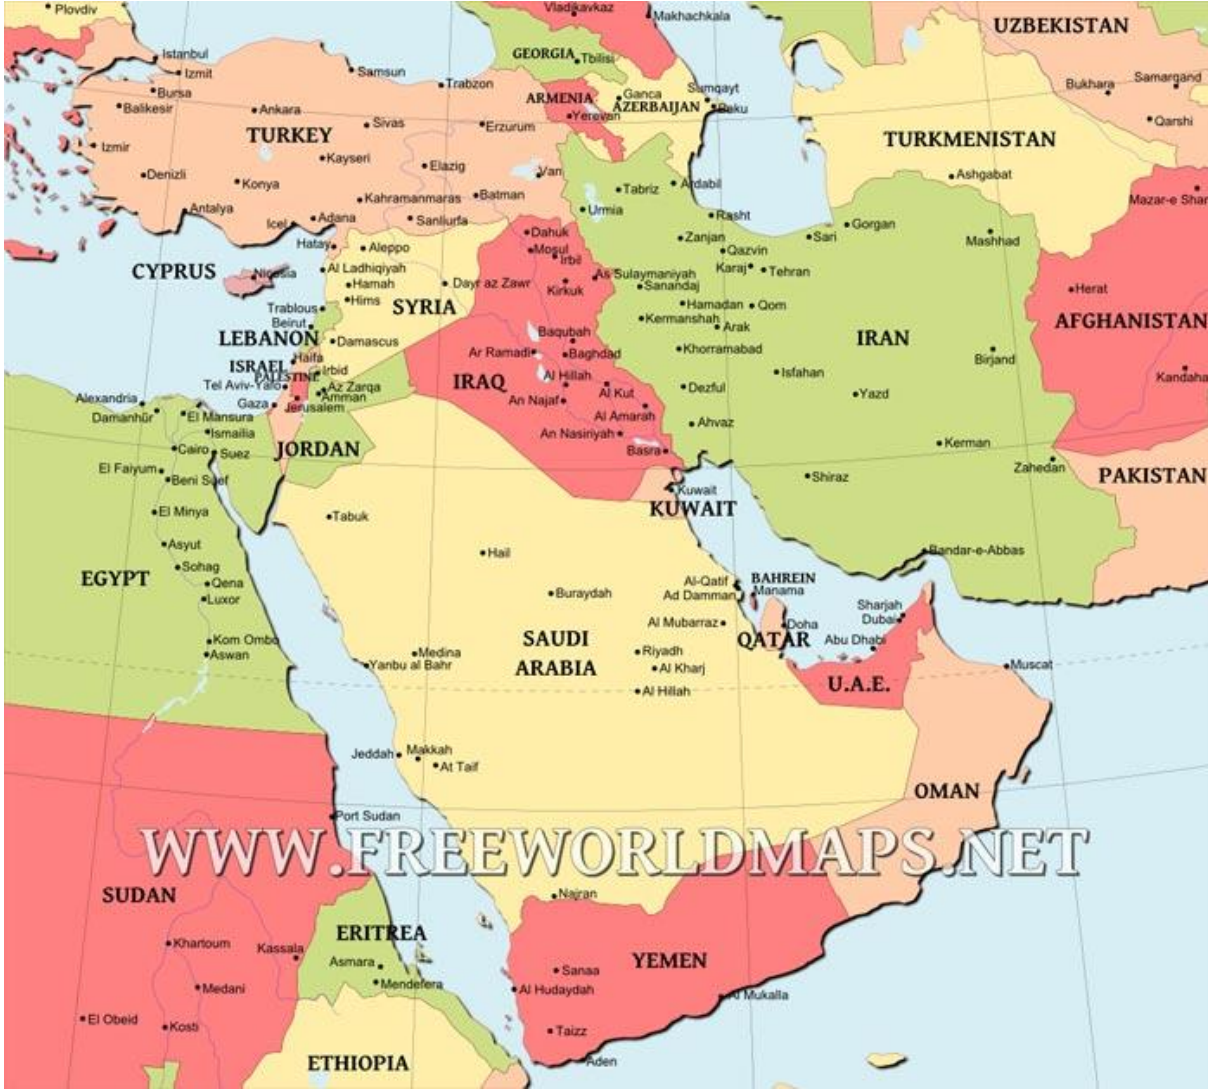 Plovdiv
Vladikavkaz
Makhachkala
UZBEKISTAN
Istanbul
GEORGIA
Tbilisi
Izmit
Samsun
Trabzon
Bukhara
Samarqand
Bursa
Balikesir
Ankara
ARMENIA
Ganca
Sumqayt
AZERBAIJAN
Baku
Yerevan
Qarshi
TURKEY
Sivas
Erzurum
TURKMENISTAN
Izmir
Kayseri
Elazig
Van
Denizli
Konya
Ashgabat
Kahramanmaras
Batman
Tabriz
Ardabil
Mazar-e Shar
Antalya
Icel
Adana
Sanliurfa
Urmia
Rasht
Gorgan
Hatay
Aleppo
Dahuk
Zanjan
Sari
Mashhad
Mosul
Irbil
Qazvin
CYPRUS
Nicosia
Al Ladhiqiyah
Karaj
Tehran
Hamah
Dayr az Zawr
Kirkuk
As Sulaymaniyah
Sanandaj
Herat
Trablous
Hims
SYRIA
Hamadan
Qom
Beirut
Kermanshah
Arak
AFGHANISTAN
LEBANON
Damascus
Baqubah
IRAN
Ar Ramadi
Baghdad
Khorramabad
Birjand
Haifa
ISRAEL
Irbid
PALESTINE
IRAQ
Al Hillah
Isfahan
Kandaha
Tel Aviv-Yafo
Az Zarqa
Amman
Al Kut
Dezful
Yazd
Alexandria
Gaza
Jerusalem
An Najaf
Al Amarah
Damanhûr
El Mansura
Ismailia
An Nasiriyah
Ahvaz
Cairo
Suez
JORDAN
Basra
Kerman
El Faiyum
Zahedan
Beni Suef
Shiraz
PAKISTAN
Kuwait
KUWAIT
El Minya
Tabuk
Asyut
Hail
Bandar-e-Abbas
Sohag
EGYPT
Qena
Al-Qatif
BAHREIN
Luxor
Buraydah
Ad Damman
Manama
Sharjah
Dubai
Al Mubarraz
Doha
Kom Ombo
SAUDI
ARABIA
QATAR
Abu Dhabi
Aswan
Medina
Riyadh
Yanbu al Bahr
Al Kharj
Muscat
U.A.E.
Al Hillah
Jeddah
Makkah
At Taif
OMAN
Port Sudan
WWW.FREEWORLDMAPS.NET
SUDAN
Najran
ERITREA
Khartoum
Kassala
Asmara
Sanaa
YEMEN
Medani
Mendefera
Al Hudaydah
Al Mukalla
El Obeid
Kosti
Taizz
ETHIOPIA
Aden